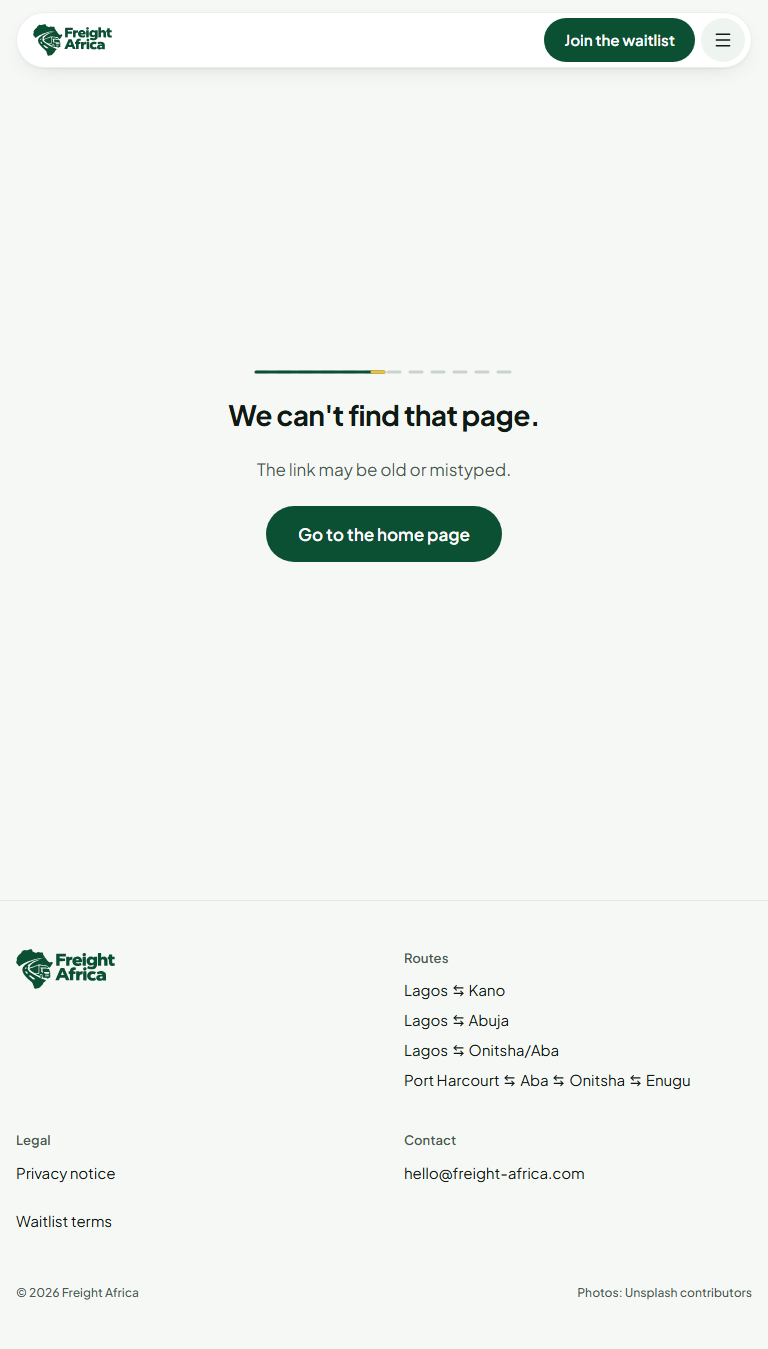 Freight
Africa
Join the waitlist
We can't find that page.
The link may be old or mistyped.
Go to the home page
Freight
Africa
Routes
Lagos ⇆ Kano
Lagos ⇆ Abuja
Lagos ⇆ Onitsha/Aba
Port Harcourt ⇆ Aba ⇆ Onitsha ⇆ Enugu
Legal
Privacy notice
Waitlist terms
Contact
hello@freight-africa.com
© 2026 Freight Africa
Photos: Unsplash contributors